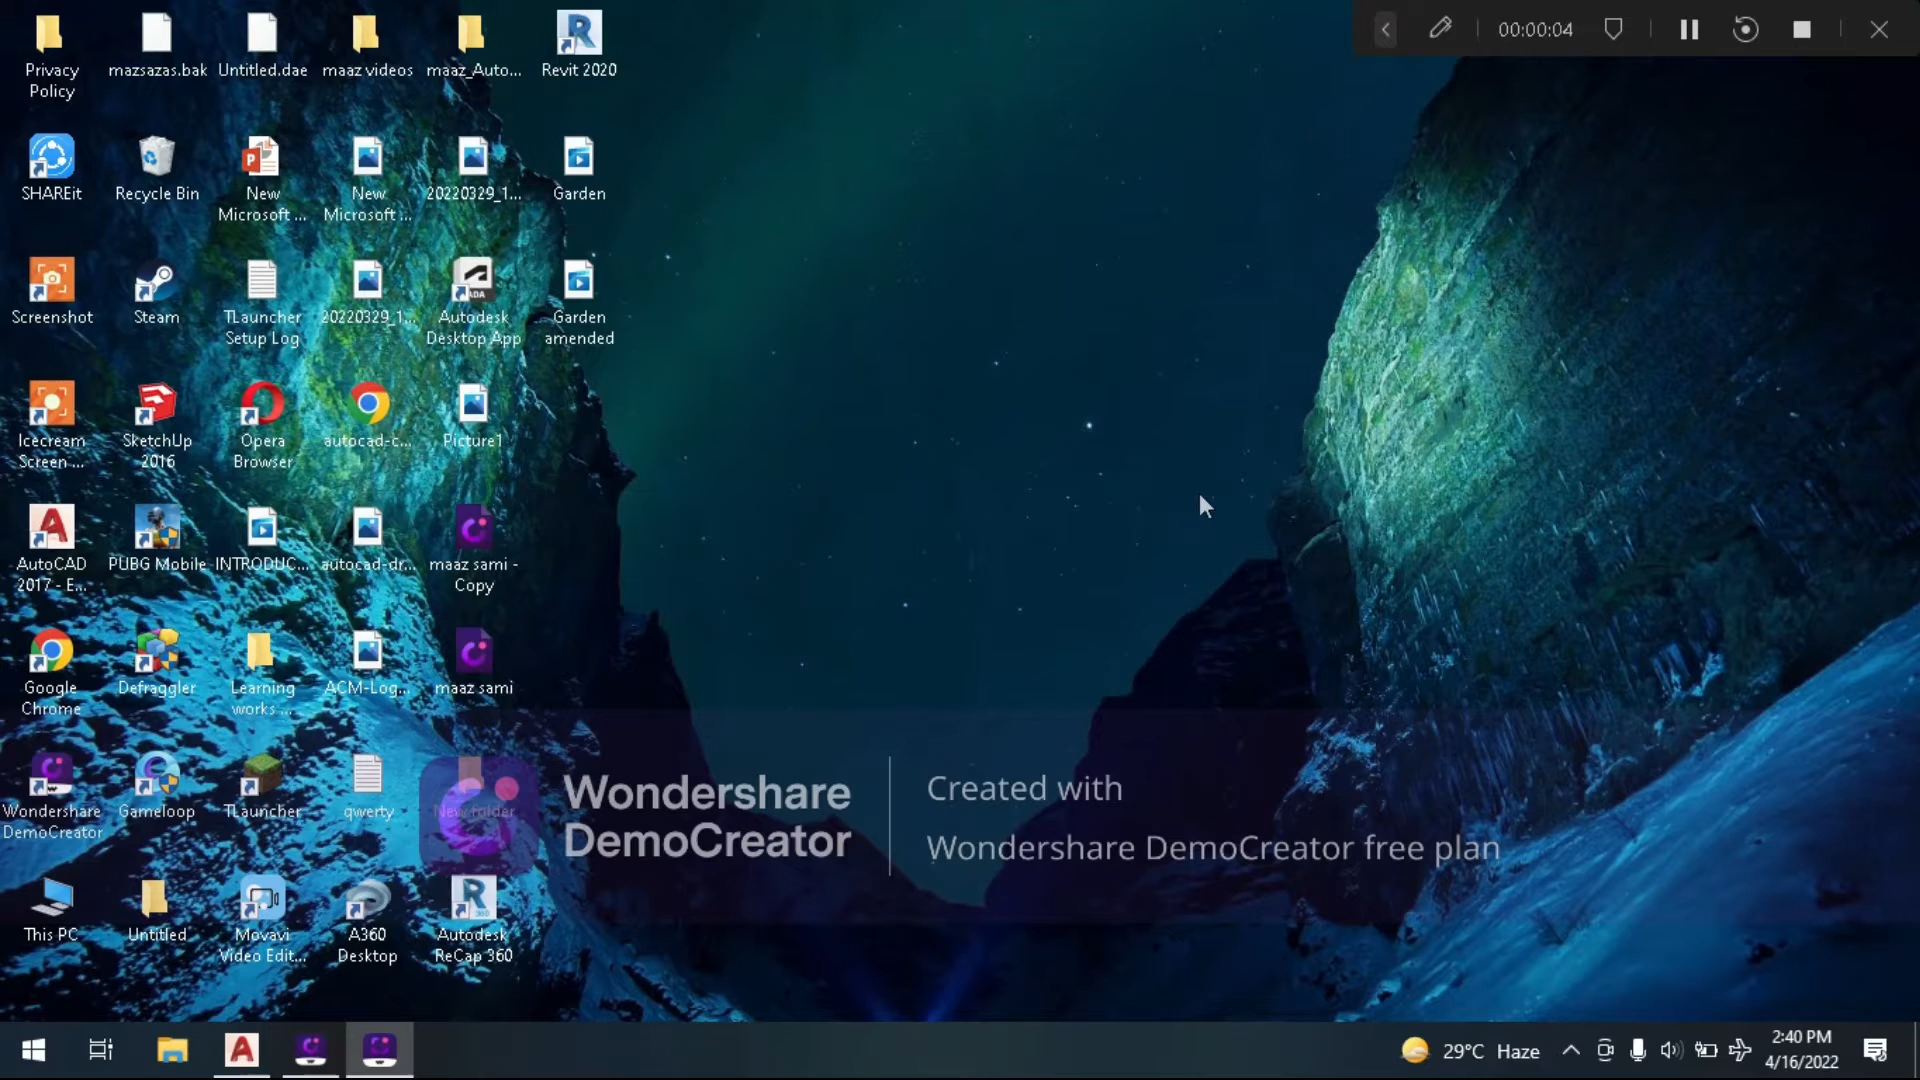 Privacy
Policy
mazsazas.bak
Untitled.dae
maaz videos
maaz_Auto...
Revit 2020
00:00:04
SHAREit
Recycle Bin
New
Microsoft ...
New
Microsoft ...
20220329_1...
Garden
Screenshot
Steam
TLauncher
Setup Log
20220329_1...
Autodesk
Desktop App
Garden
amended
Icecream
Screen ...
SketchUp
2016
Opera
Browser
autocad-c...
Picture1
AutoCAD
2017 - E...
PUBG Mobile
INTRODUC...
autocad-dr...
maaz sami -
Copy
Google
Chrome
Defraggler
Learning
works ...
ACM-Log...
maaz sami
Wondershare
DemoCreator
Gameloop
TLauncher
qwerty
New folder
Wondershare
DemoCreator
Created with
Wondershare DemoCreator free plan
This PC
Untitled
Movavi
Video Edit...
A360
Desktop
Autodesk
ReCap 360
29°C Haze
2:40 PM
4/16/2022